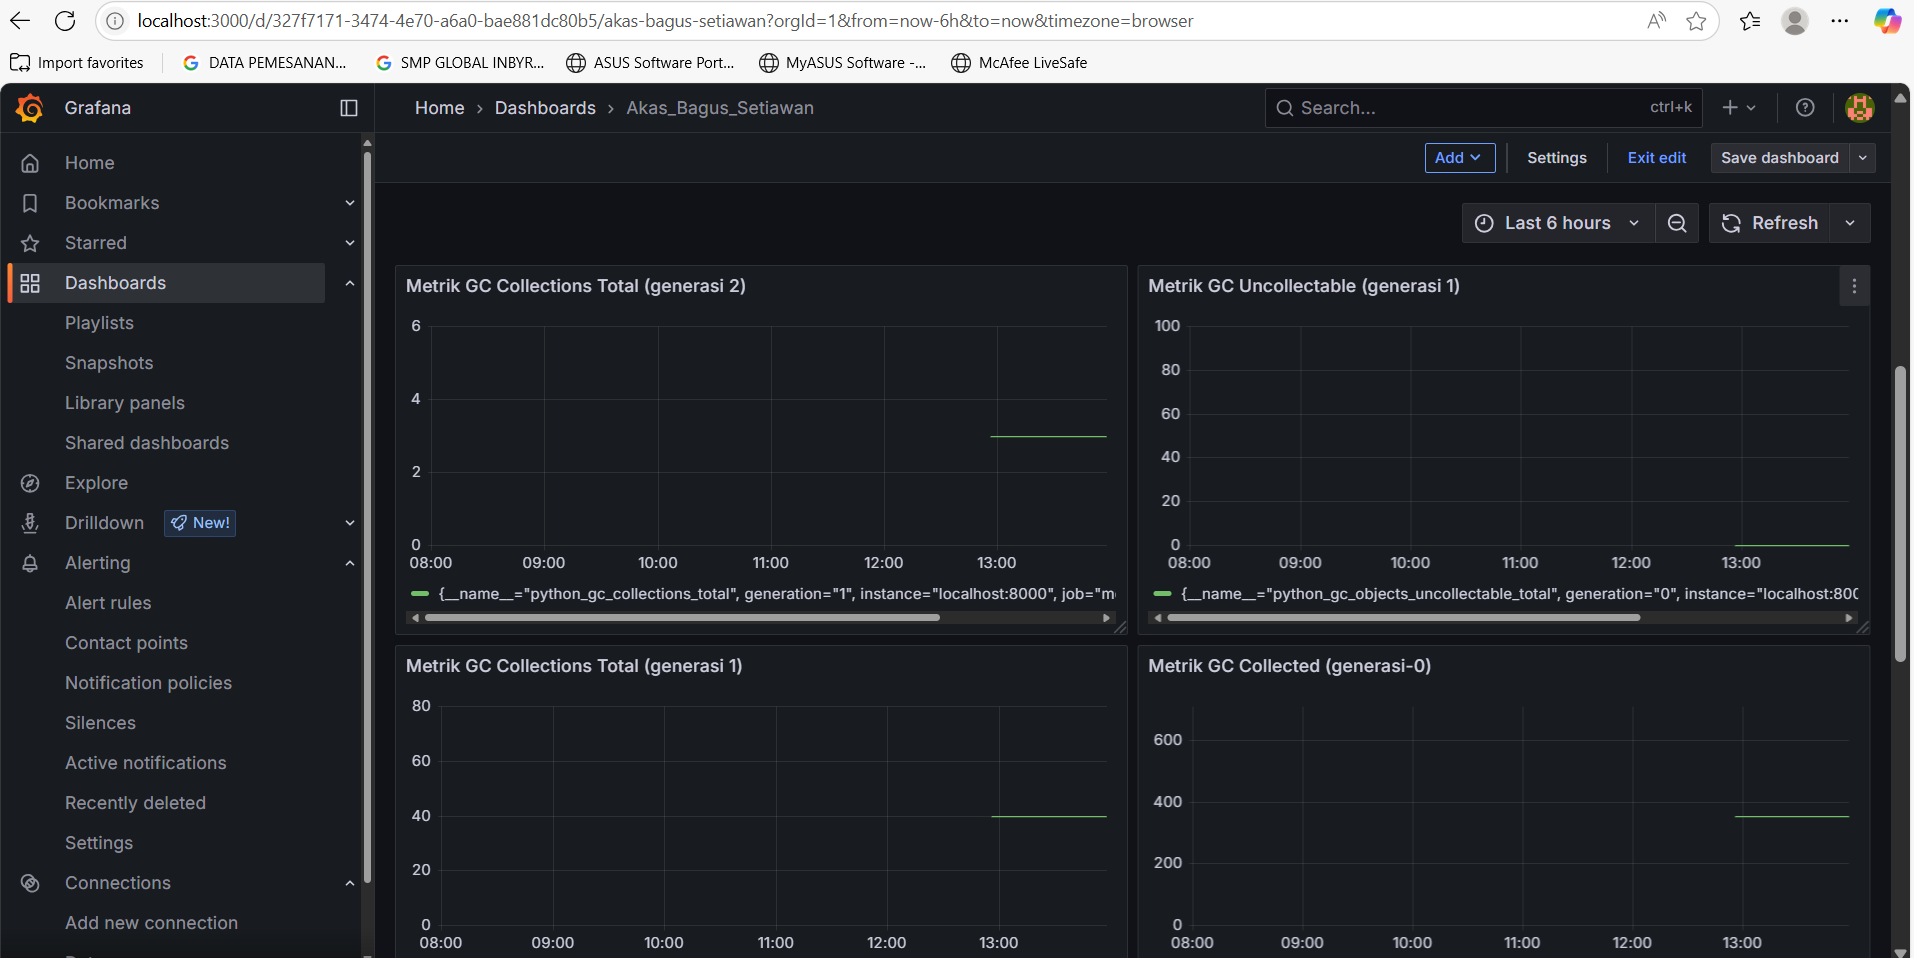 localhost:3000/d/327f7171-3474-4e70-a6a0-bae881dc80b5/akas-bagus-setiawan?orgId=1&from=now-6h&to=now&timezone=browser
Import favorites
DATA PEMESANAN...
SMP GLOBAL INBYR...
ASUS Software Port...
MyASUS Software -...
McAfee LiveSafe
Grafana
Home › Dashboards › Akas_Bagus_Setiawan
Search...
ctrl+k
Add
Settings
Exit edit
Save dashboard
Last 6 hours
Refresh
Home
Bookmarks
Starred
Dashboards
Playlists
Snapshots
Library panels
Shared dashboards
Explore
Drilldown
New!
Alerting
Alert rules
Contact points
Notification policies
Silences
Active notifications
Recently deleted
Settings
Connections
Add new connection
Metrik GC Collections Total (generasi 2)
6
4
2
0
08:00 09:00 10:00 11:00 12:00 13:00
{__name__="python_gc_collections_total", generation="1", instance="localhost:8000", job="m
Metrik GC Uncollectable (generasi 1)
100
80
60
40
20
0
08:00 09:00 10:00 11:00 12:00 13:00
{__name__="python_gc_objects_uncollectable_total", generation="0", instance="localhost:800
Metrik GC Collections Total (generasi 1)
80
60
40
20
0
08:00 09:00 10:00 11:00 12:00 13:00
Metrik GC Collected (generasi-0)
600
400
200
0
08:00 09:00 10:00 11:00 12:00 13:00